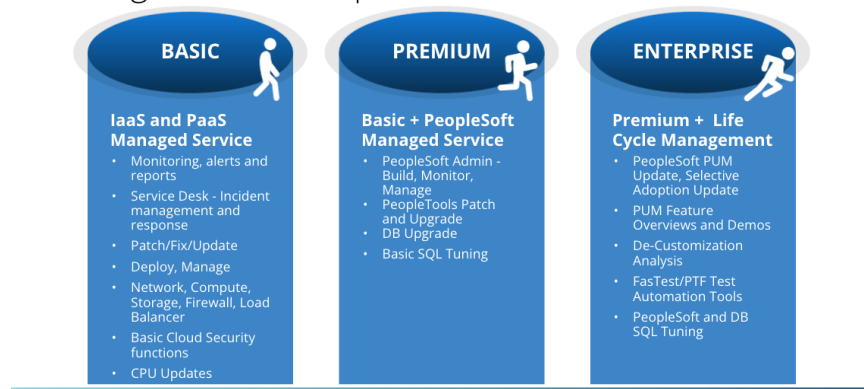 BASIC
IaaS and PaaS
Managed Service
• Monitoring, alerts and
reports
• Service Desk - Incident
management and
response
• Patch/Fix/Update
• Deploy, Manage
• Network, Compute,
Storage, Firewall, Load
Balancer
• Basic Cloud Security
functions
• CPU Updates
PREMIUM
Basic + PeopleSoft
Managed Service
• PeopleSoft Admin -
Build, Monitor,
Manage
• PeopleTools Patch
and Upgrade
• DB Upgrade
• Basic SQL Tuning
ENTERPRISE
Premium + Life
Cycle Management
• PeopleSoft PUM
Update, Selective
Adoption Update
• PUM Feature
Overviews and Demos
• De-Customization
Analysis
• FasTest/PTF Test
Automation Tools
• PeopleSoft and DB
SQL Tuning